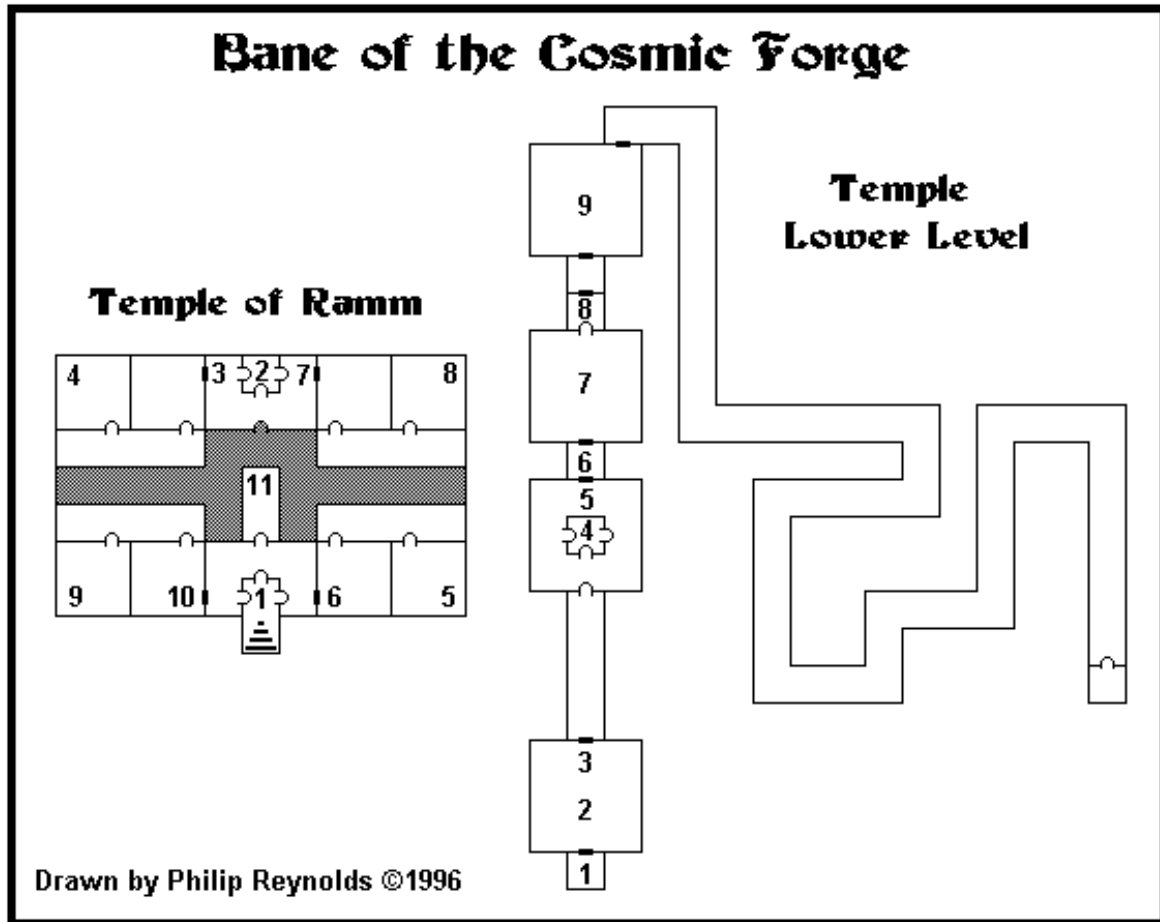 Bane of the Cosmic Forge
Temple
Lower Level
9
Temple of Ramm
8
4 3 2 7 8
7
11
6
5
4
9 10 1 6 5
3
2
1
Drawn by Philip Reynolds ©1996